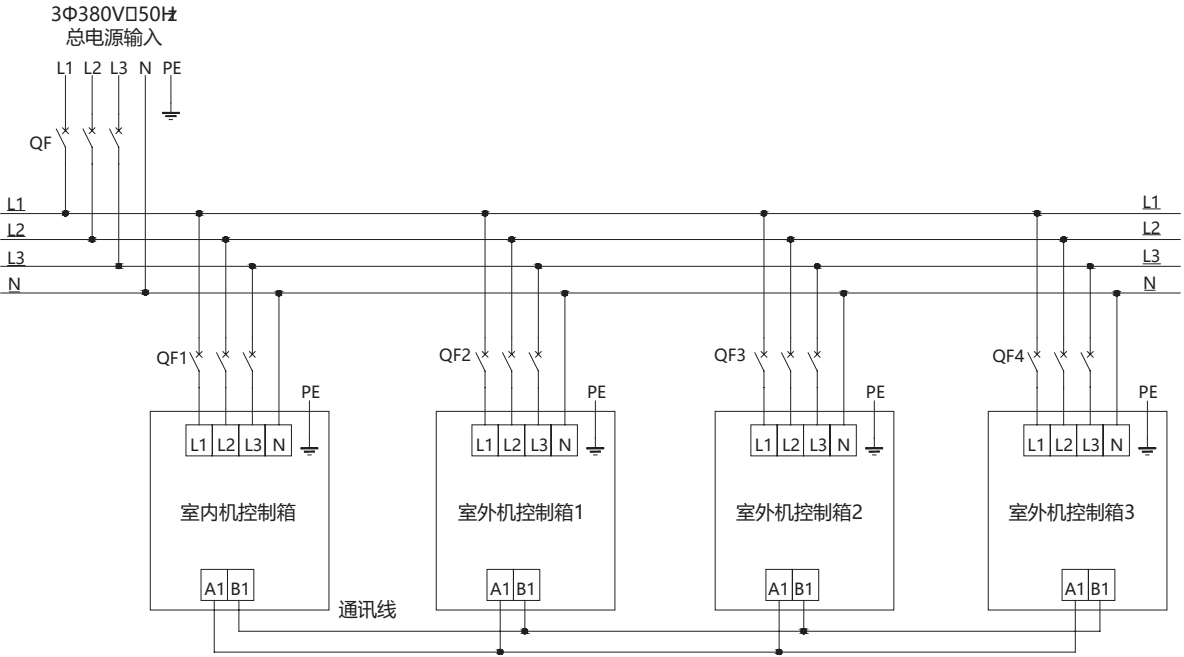 3Φ380V□50Hz
总电源输入
L1 L2 L3 N PE
QF
L1 L1
L2 L2
L3 L3
N N
QF1 QF2 QF3 QF4
PE PE PE PE
L1 L2 L3 N L1 L2 L3 N L1 L2 L3 N L1 L2 L3 N
室内机控制箱 室外机控制箱1 室外机控制箱2 室外机控制箱3
A1 B1 A1 B1 A1 B1 A1 B1
通讯线